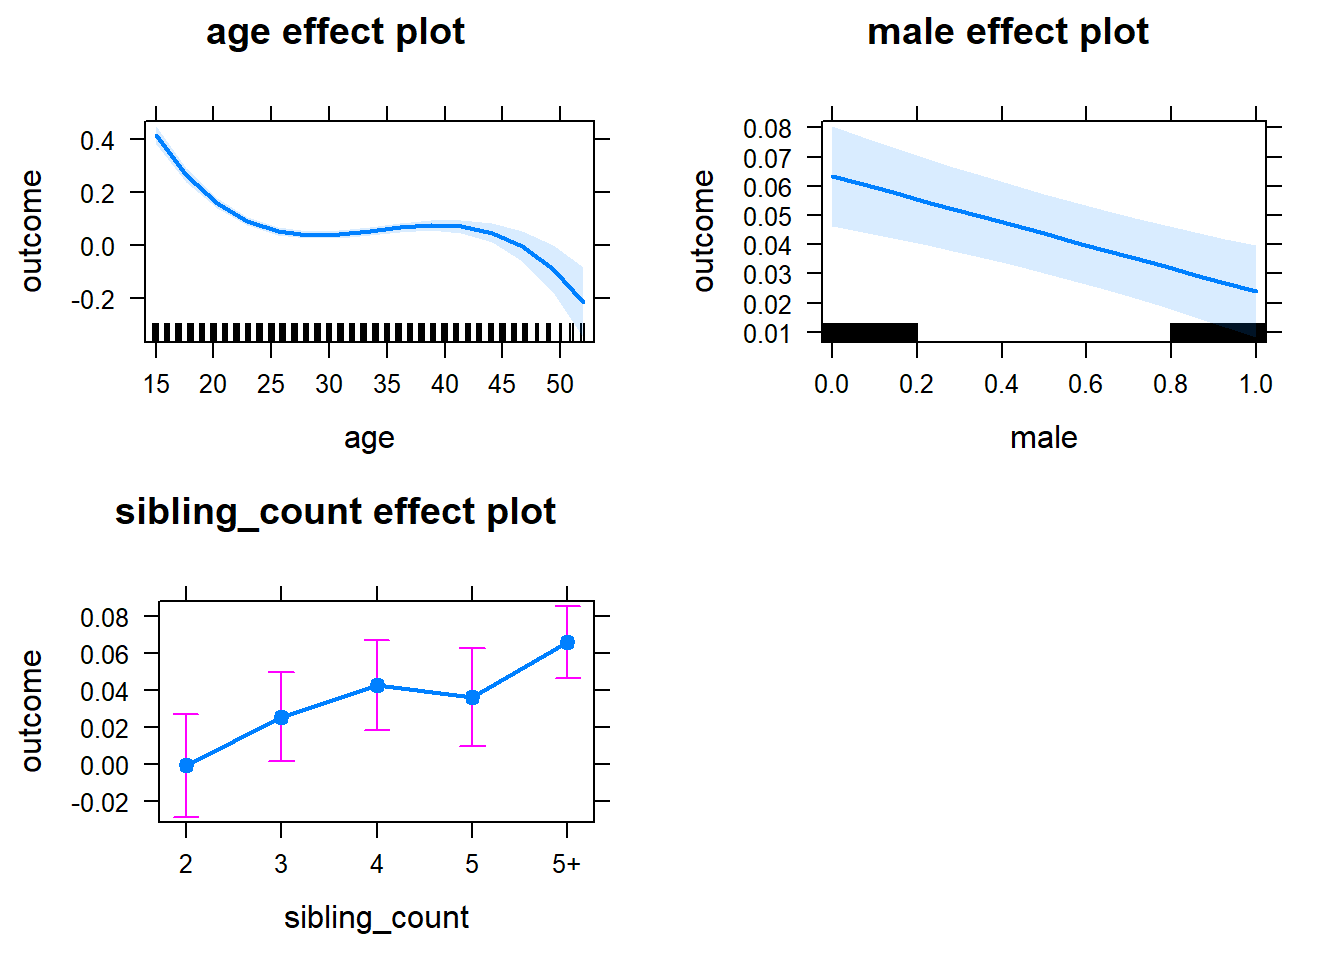 age effect plot
outcome
0.4
0.2
0.0
-0.2
15 20 25 30 35 40 45 50
age
male effect plot
outcome
0.08
0.07
0.06
0.05
0.04
0.03
0.02
0.01
0.0 0.2 0.4 0.6 0.8 1.0
male
sibling_count effect plot
outcome
0.08
0.06
0.04
0.02
0.00
-0.02
2 3 4 5 5+
sibling_count